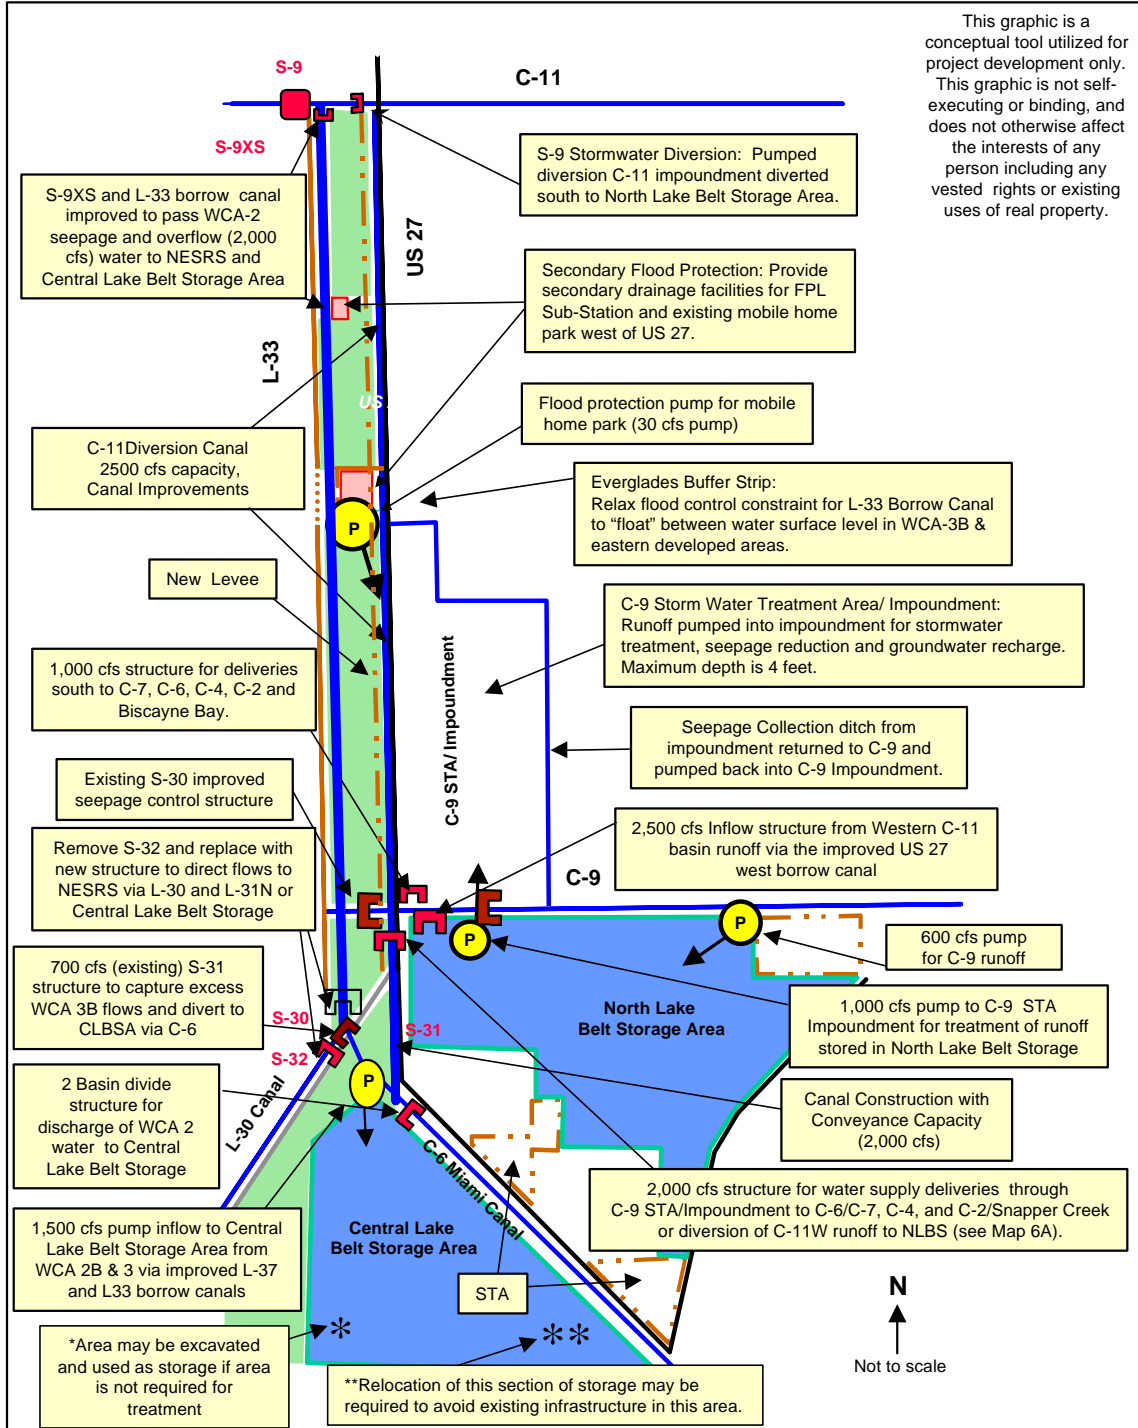 This graphic is a
conceptual tool utilized for
project development only.
This graphic is not self-
executing or binding, and
does not otherwise affect
the interests of any
person including any
vested rights or existing
uses of real property.
S-9
C-11
S-9XS
S-9 Stormwater Diversion: Pumped
diversion C-11 impoundment diverted
south to North Lake Belt Storage Area.
S-9XS and L-33 borrow canal
improved to pass WCA-2
seepage and overflow (2,000
cfs) water to NESRS and
Central Lake Belt Storage Area
US 27
Secondary Flood Protection: Provide
secondary drainage facilities for FPL
Sub-Station and existing mobile home
park west of US 27.
L-33
US
Flood protection pump for mobile
home park (30 cfs pump)
C-11Diversion Canal
2500 cfs capacity,
Canal Improvements
Everglades Buffer Strip:
Relax flood control constraint for L-33 Borrow Canal
to “float” between water surface level in WCA-3B &
eastern developed areas.
P
New Levee
C-9 Storm Water Treatment Area/ Impoundment:
Runoff pumped into impoundment for stormwater
treatment, seepage reduction and groundwater recharge.
Maximum depth is 4 feet.
1,000 cfs structure for deliveries
south to C-7, C-6, C-4, C-2 and
Biscayne Bay.
C-9 STA/ Impoundment
Seepage Collection ditch from
impoundment returned to C-9 and
pumped back into C-9 Impoundment.
Existing S-30 improved
seepage control structure
2,500 cfs Inflow structure from Western C-11
basin runoff via the improved US 27
west borrow canal
Remove S-32 and replace with
new structure to direct flows to
NESRS via L-30 and L-31N or
Central Lake Belt Storage
C-9
P
P
600 cfs pump
for C-9 runoff
700 cfs (existing) S-31
structure to capture excess
WCA 3B flows and divert to
CLBSA via C-6
S-30
S-32
S-31
North Lake
Belt Storage Area
1,000 cfs pump to C-9 STA
Impoundment for treatment of runoff
stored in North Lake Belt Storage
P
2 Basin divide
structure for
discharge of WCA 2
water to Central
Lake Belt Storage
L-30 Canal
C-6 Miami Canal
Canal Construction with
Conveyance Capacity
(2,000 cfs)
2,000 cfs structure for water supply deliveries through
C-9 STA/Impoundment to C-6/C-7, C-4, and C-2/Snapper Creek
or diversion of C-11W runoff to NLBS (see Map 6A).
1,500 cfs pump inflow to Central
Lake Belt Storage Area from
WCA 2B & 3 via improved L-37
and L33 borrow canals
Central Lake
Belt Storage Area
STA
N
Not to scale
*
**
*Area may be excavated
and used as storage if area
is not required for
treatment
**Relocation of this section of storage may be
required to avoid existing infrastructure in this area.